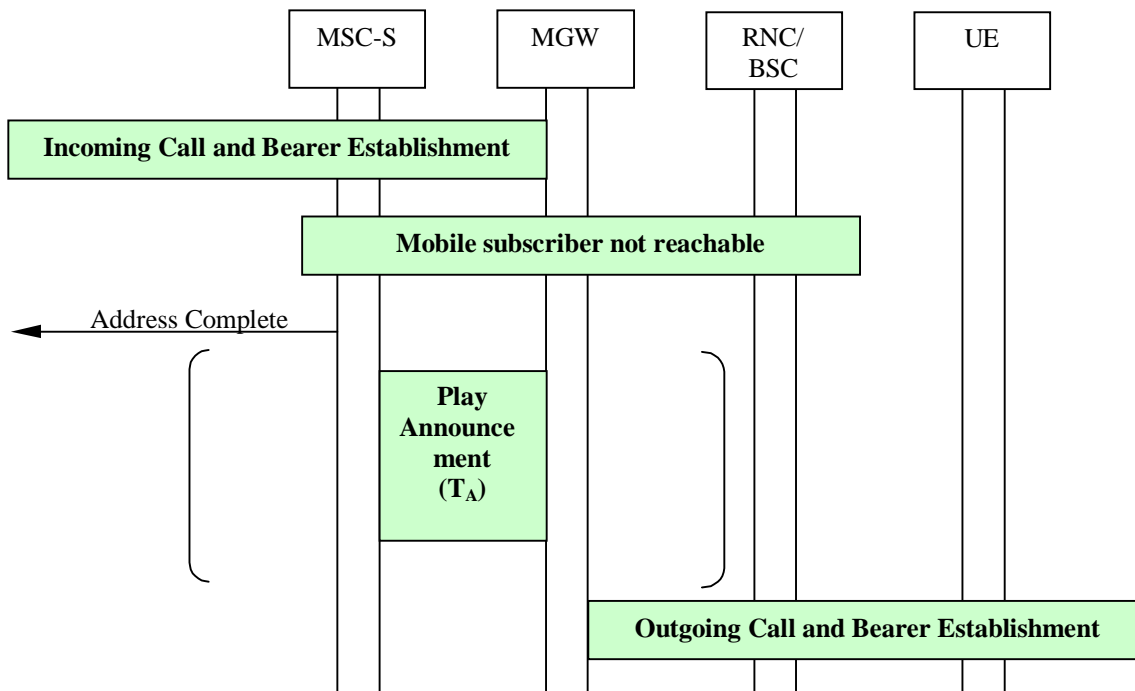 MSC-S
MGW
RNC/
BSC
UE
Incoming Call and Bearer Establishment
Mobile subscriber not reachable
Address Complete
Play
Announce
ment
(TA)
Outgoing Call and Bearer Establishment